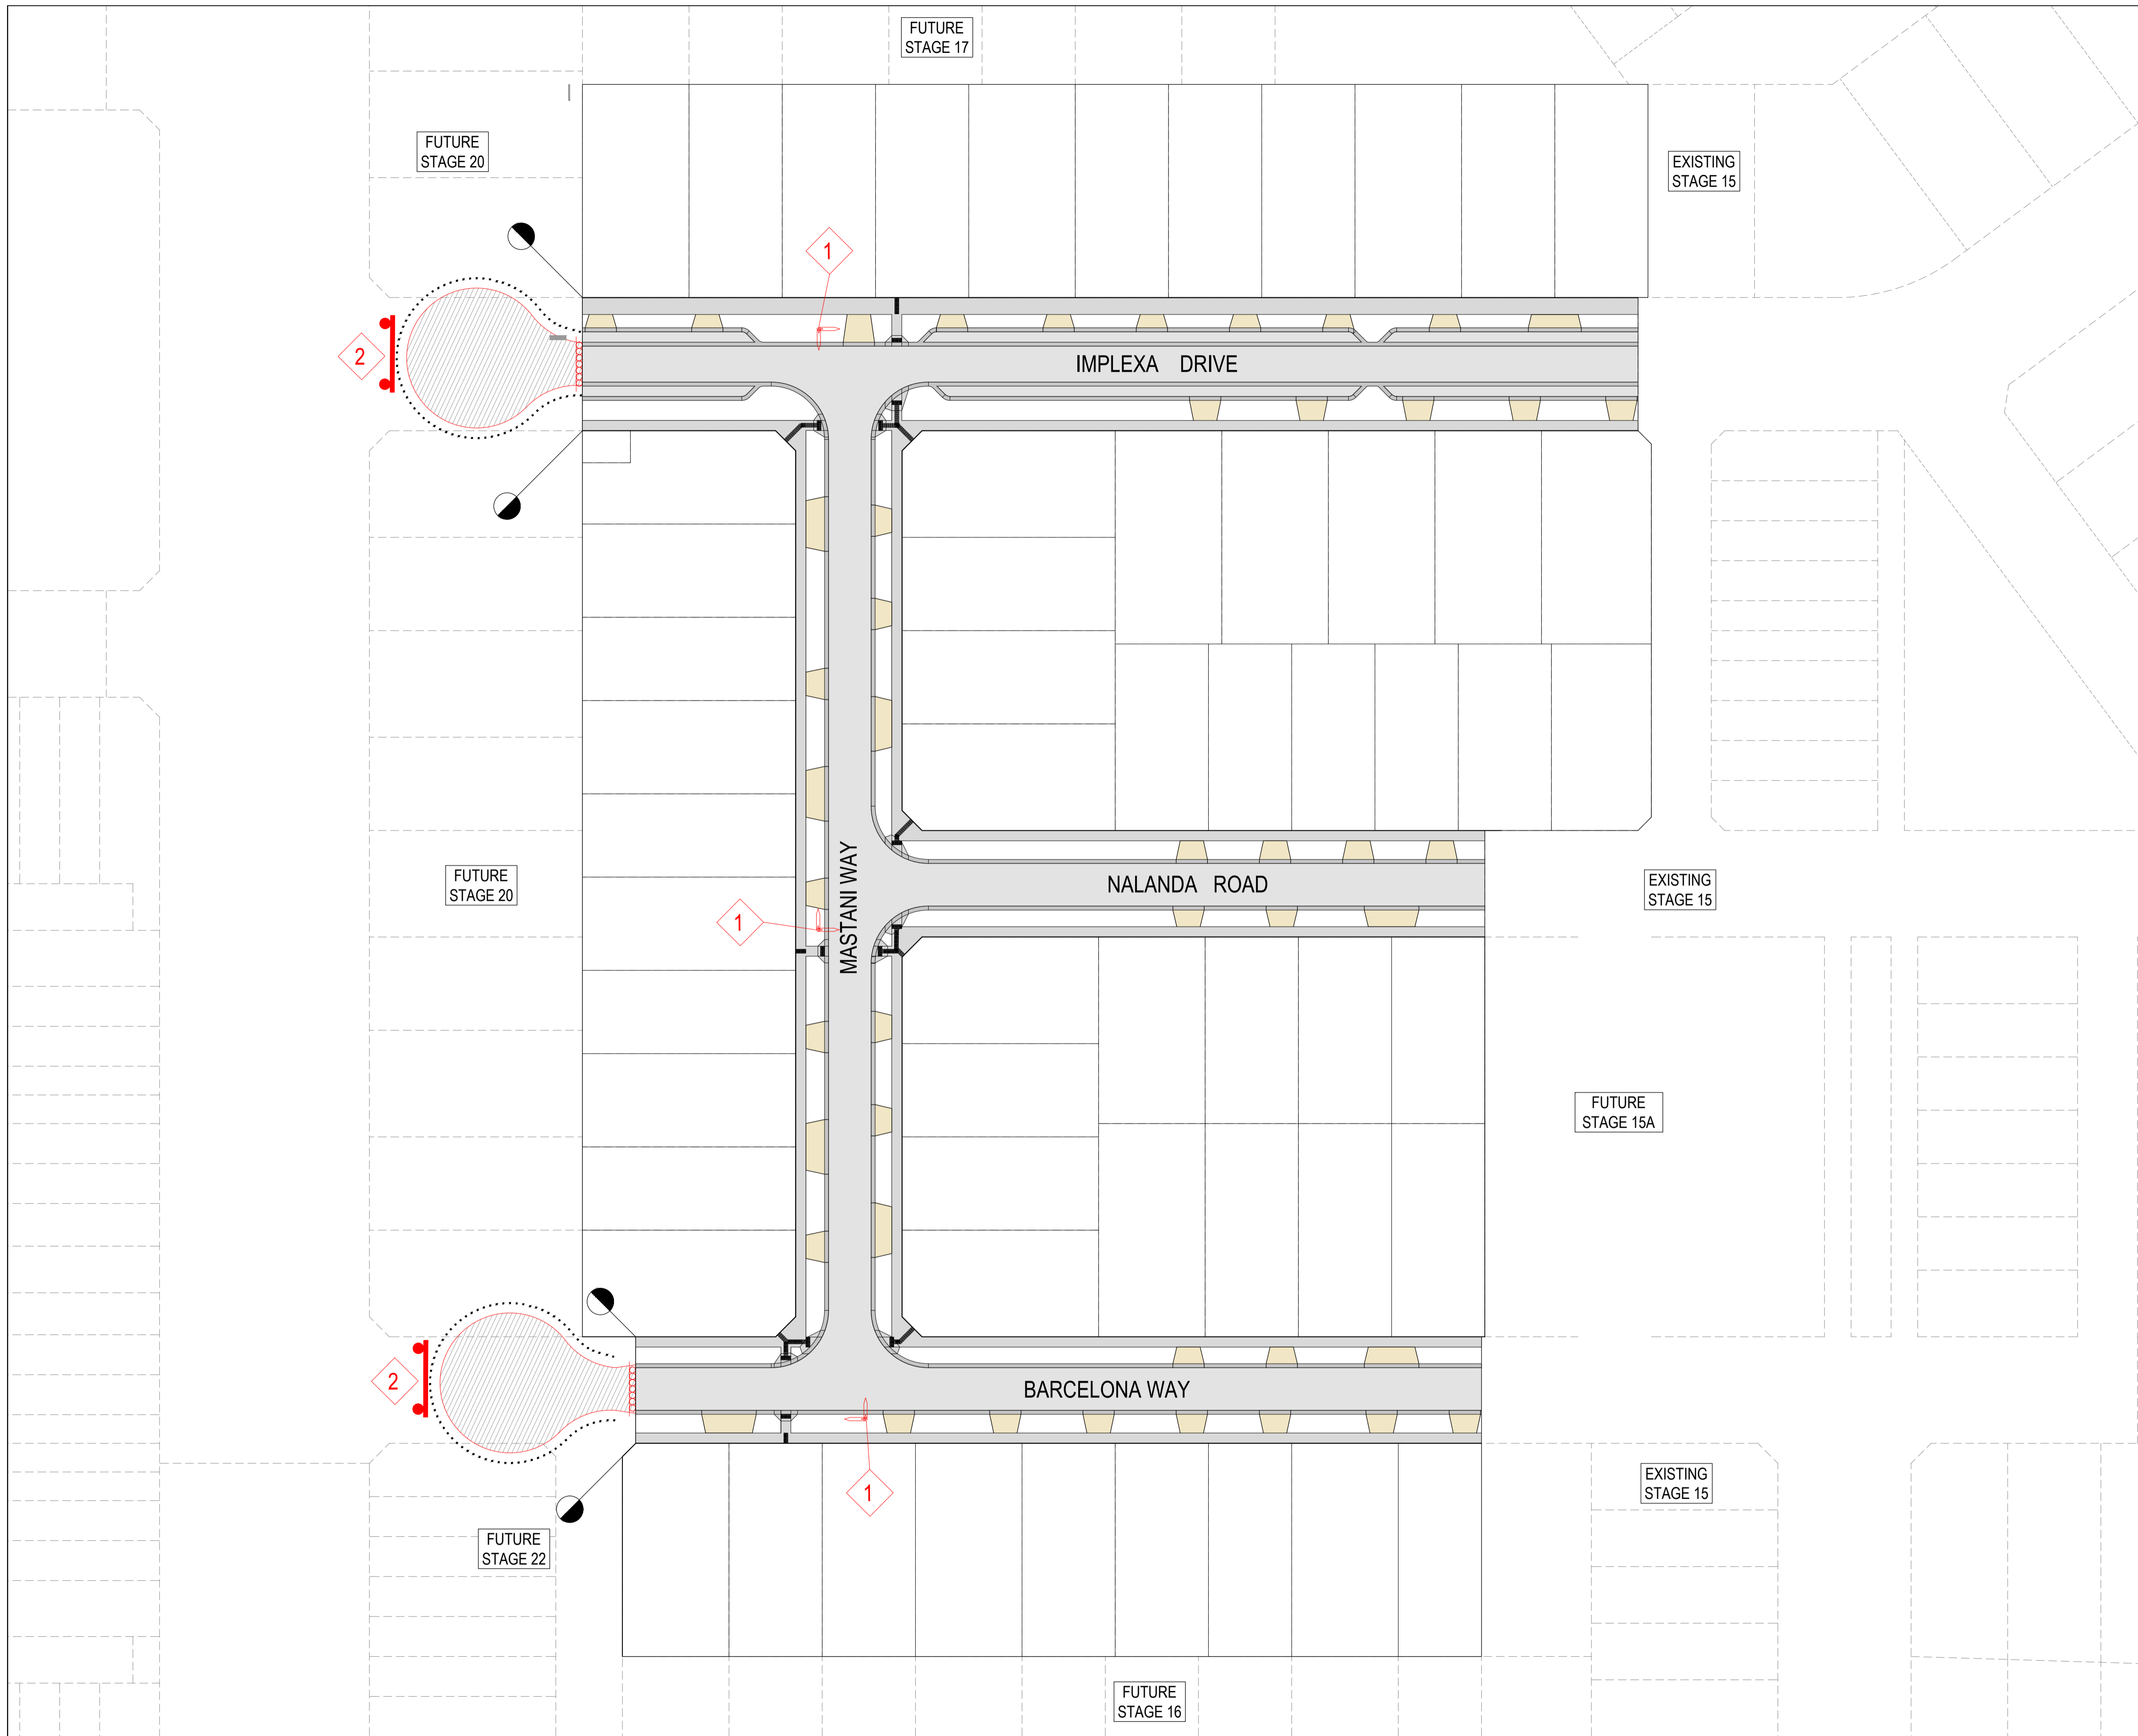 FUTURE
STAGE 17
FUTURE
STAGE 20
EXISTING
STAGE 15
1
2
IMPLEXA DRIVE
MASTANI WAY
FUTURE
STAGE 20
NALANDA ROAD
EXISTING
STAGE 15
1
FUTURE
STAGE 15A
2
BARCELONA WAY
1
EXISTING
STAGE 15
FUTURE
STAGE 22
FUTURE
STAGE 16